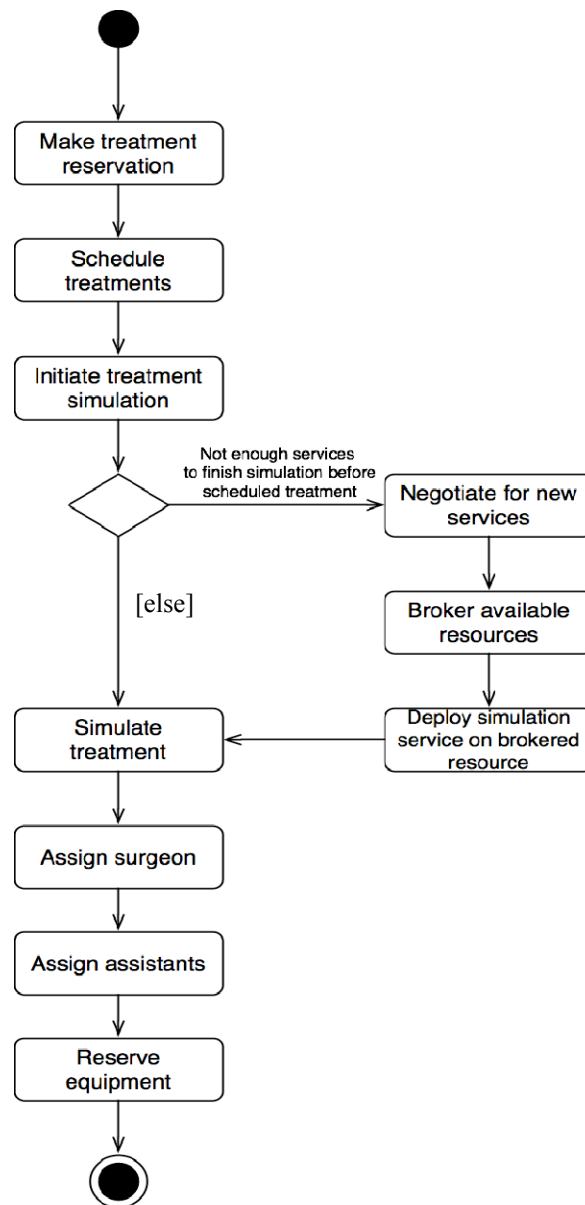 Make treatment
reservation
Schedule
treatments
Initiate treatment
simulation
Not enough services
to finish simulation before
scheduled treatment
Negotiate for new
services
[else]
Broker available
resources
Simulate
treatment
Deploy simulation
service on brokered
resource
Assign surgeon
Assign assistants
Reserve
equipment